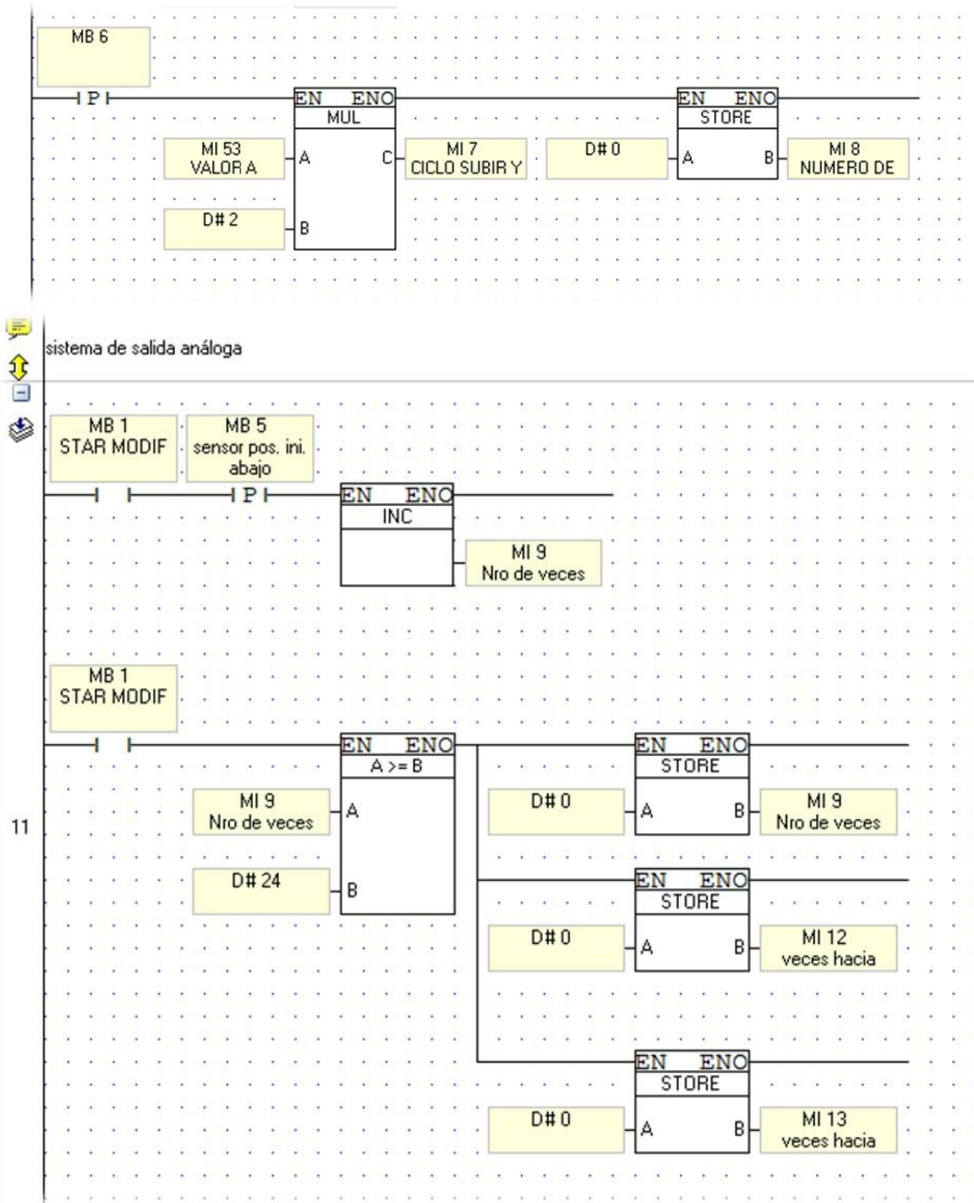 MB 6
P
EN ENO EN ENO
MUL STORE
MI 53 VALOR A
A
C
MI 7 CICLO SUBIR Y
D# 0
A
B
MI 8 NUMERO DE
D# 2
B
sistema de salida análoga
MB 1 STAR MODIF
MB 5 sensor pos. ini. abajo
P
EN ENO
INC
MI 9 Nro de veces
MB 1 STAR MODIF
EN ENO EN ENO
A >= B STORE
MI 9 Nro de veces
A
D# 0
A
B
MI 9 Nro de veces
11
D# 24
B
EN ENO
STORE
D# 0
A
B
MI 12 veces hacia
EN ENO
STORE
D# 0
A
B
MI 13 veces hacia